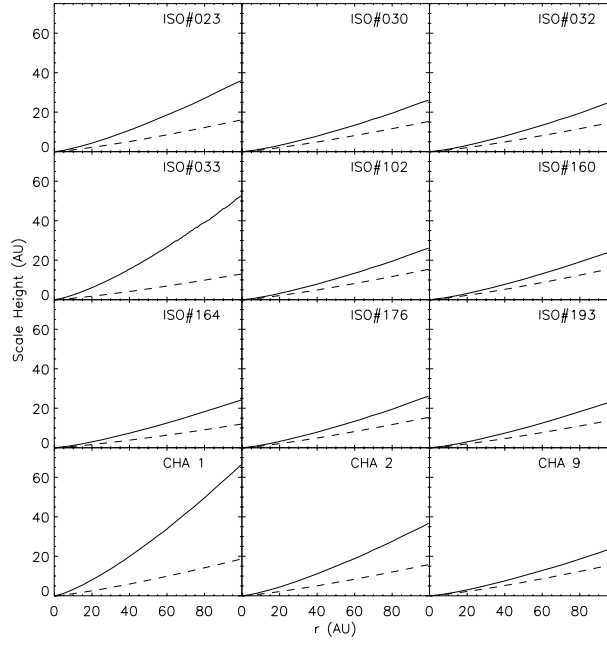 ISO#023 ISO#030 ISO#032
60
40
20
0
ISO#033 ISO#102 ISO#160
60
40
20
0
ISO#164 ISO#176 ISO#193
60
40
20
0
CHA 1 CHA 2 CHA 9
60
40
20
0
0 20 40 60 80 0 20 40 60 80 0 20 40 60 80
Scale Height (AU)
r (AU)